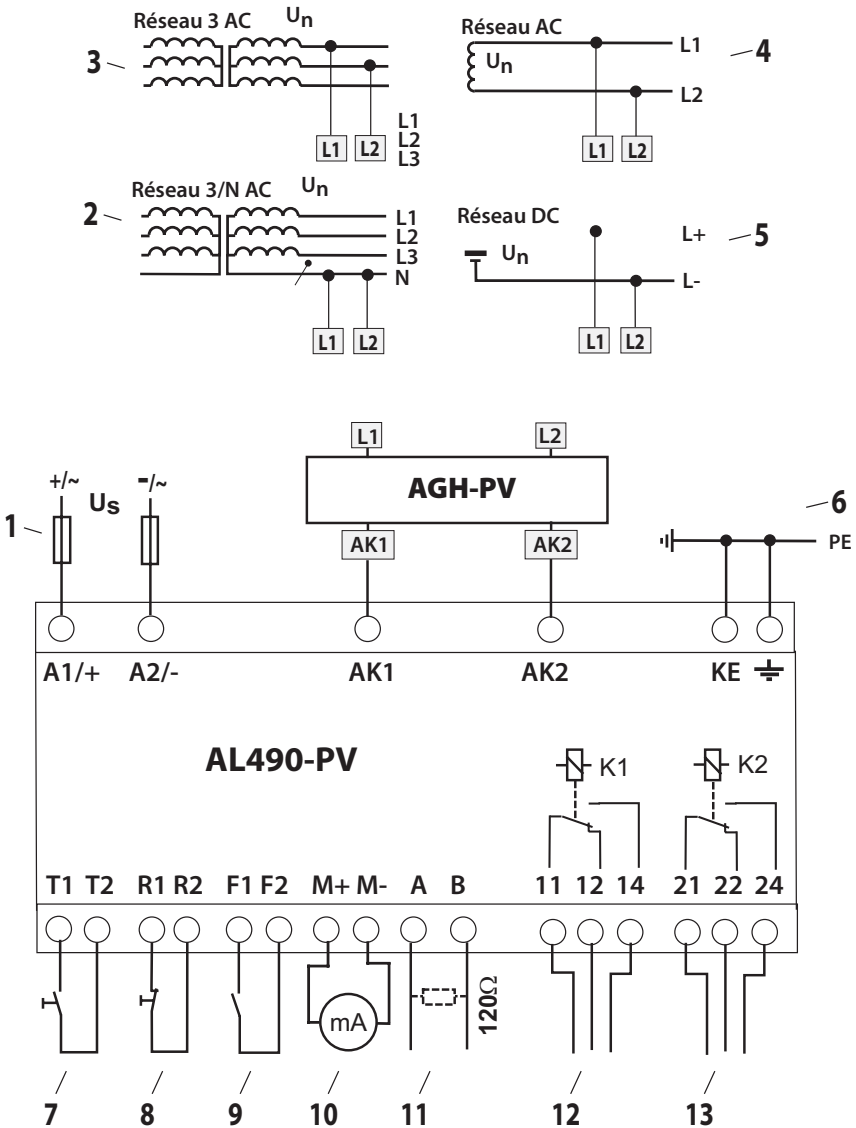 Réseau 3 AC Un
3
L1 L2
L1
L2
L3
Réseau AC
Un
L1
4
L2
L1 L2
Réseau 3/N AC Un
2
L1
L2
L3
N
L1 L2
Réseau DC
Un
L+
5
L-
L1 L2
L1 L2
AGH-PV
AK1 AK2
+/~ -/~
Us
1
6
PE
A1/+ A2/- AK1 AK2 KE
AL490-PV
K1 K2
T1 T2 R1 R2 F1 F2 M+ M- A B 11 12 14 21 22 24
mA
120Ω
7 8 9 10 11 12 13